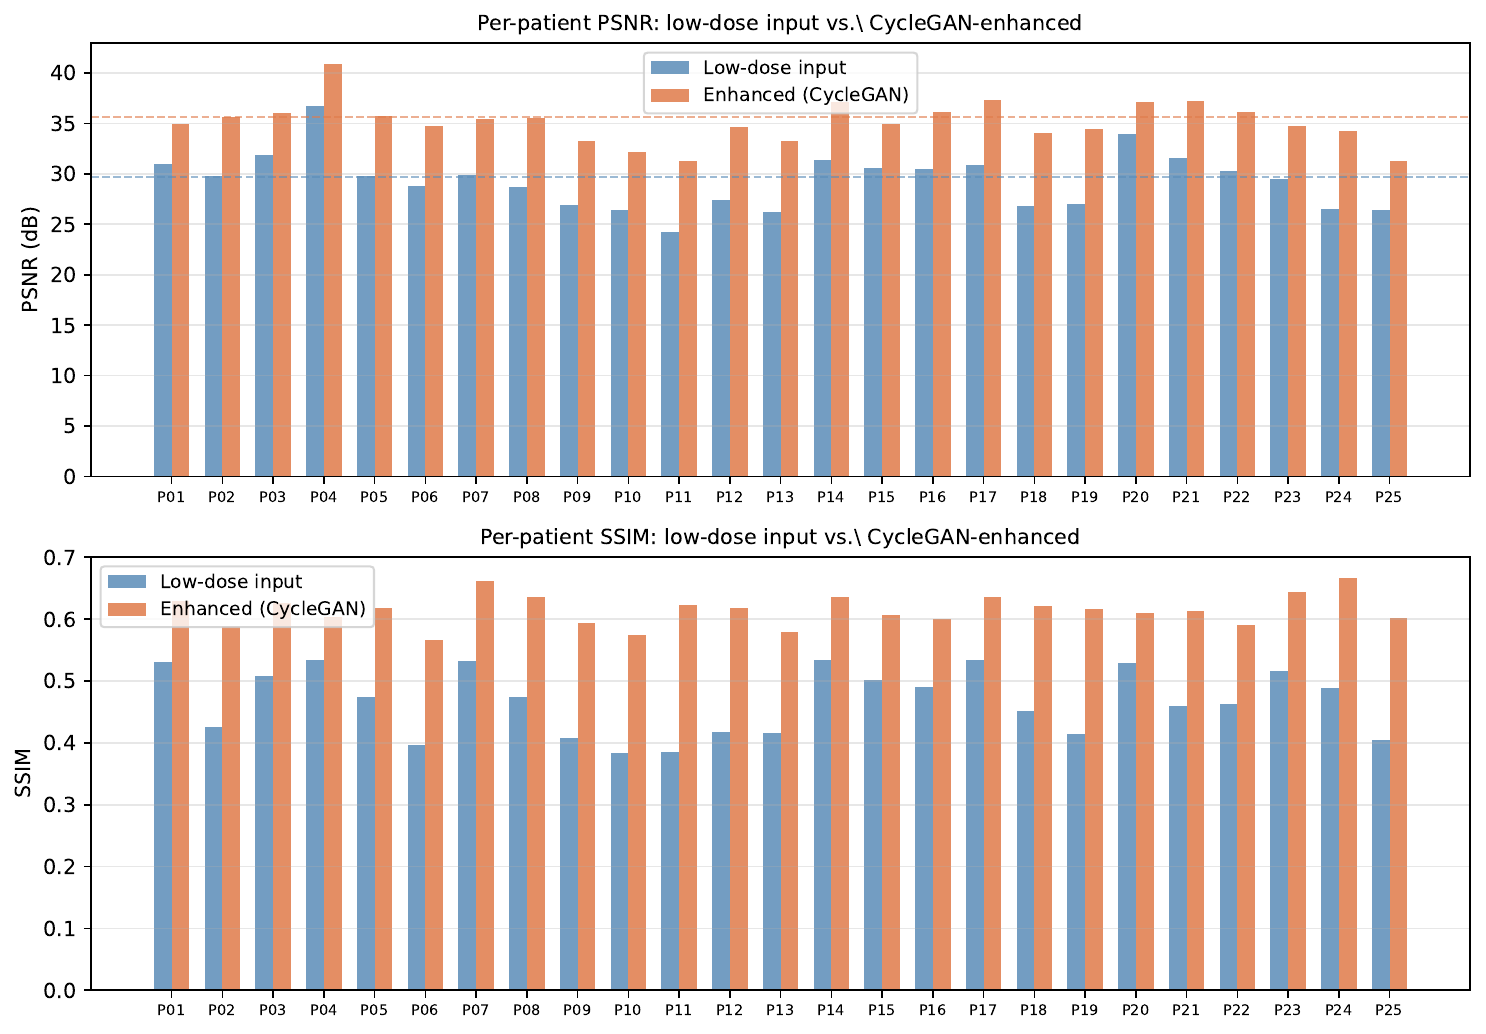 Per-patient PSNR: low-dose input vs.\ CycleGAN-enhanced
Low-dose input
Enhanced (CycleGAN)
PSNR (dB)
40
35
30
25
20
15
10
5
0
P01 P02 P03 P04 P05 P06 P07 P08 P09 P10 P11 P12 P13 P14 P15 P16 P17 P18 P19 P20 P21 P22 P23 P24 P25
Per-patient SSIM: low-dose input vs.\ CycleGAN-enhanced
Low-dose input
Enhanced (CycleGAN)
SSIM
0.7
0.6
0.5
0.4
0.3
0.2
0.1
0.0
P01 P02 P03 P04 P05 P06 P07 P08 P09 P10 P11 P12 P13 P14 P15 P16 P17 P18 P19 P20 P21 P22 P23 P24 P25